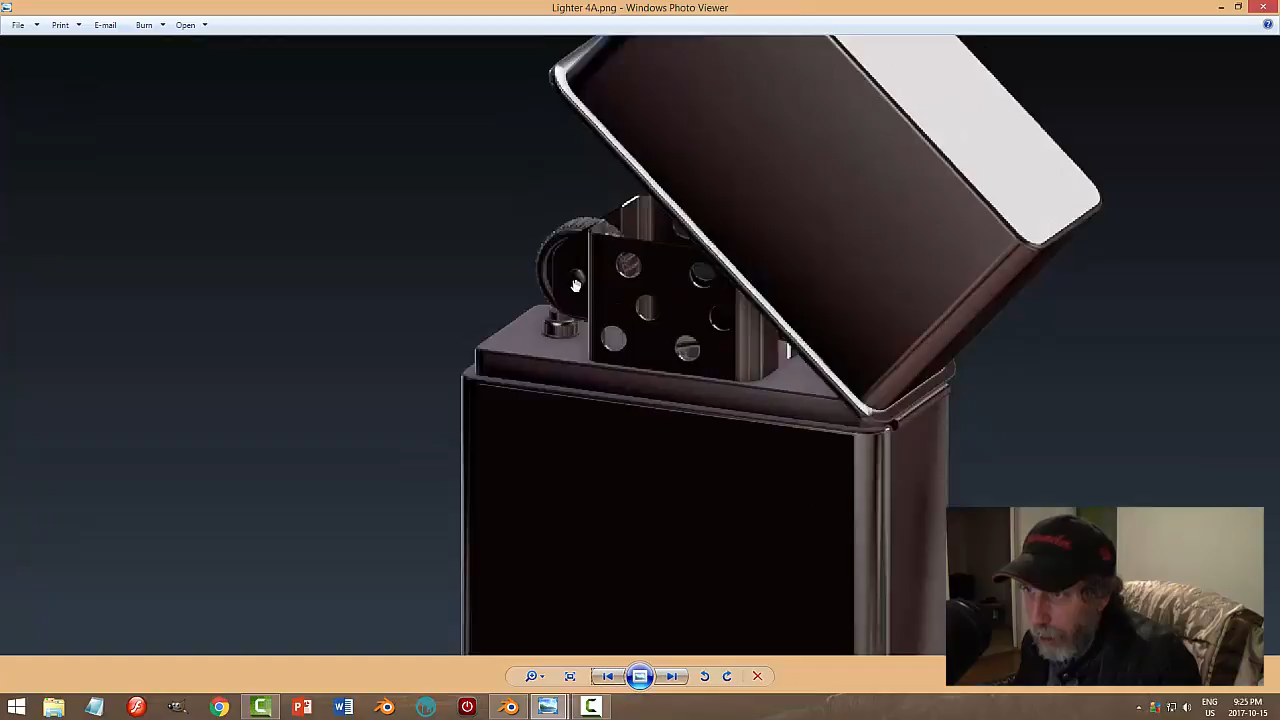 Lighter 4A.png - Windows Photo Viewer
File Print E-mail Burn Open
ENG 9:25 PM
US 2017-10-15